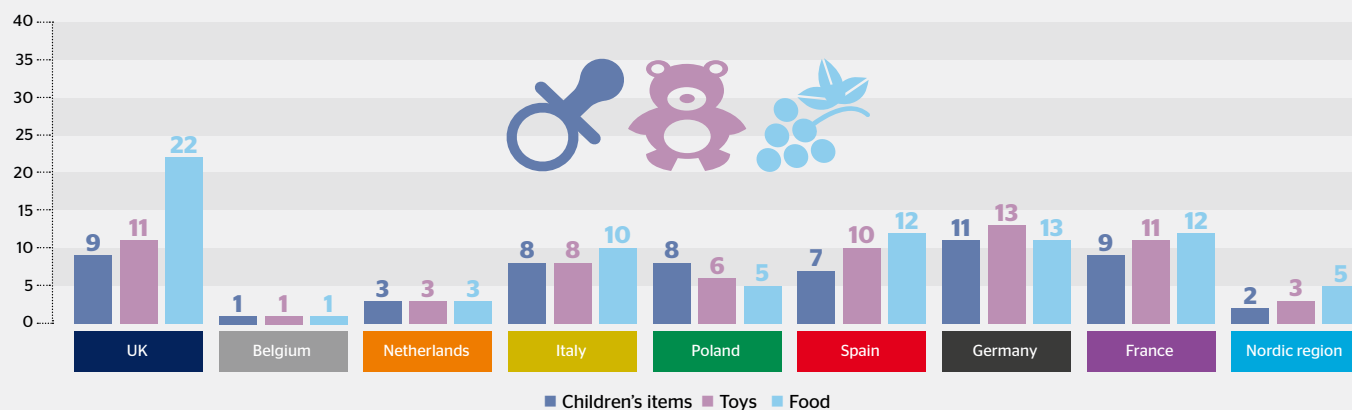 40
35
30
25
20
15
10
5
0
9 11 22
1 1 1
3 3 3
8 8 10
8 6 5
7 10 12
11 13 13
9 11 12
2 3 5
UK Belgium Netherlands Italy Poland Spain Germany France Nordic region
Children's items Toys Food